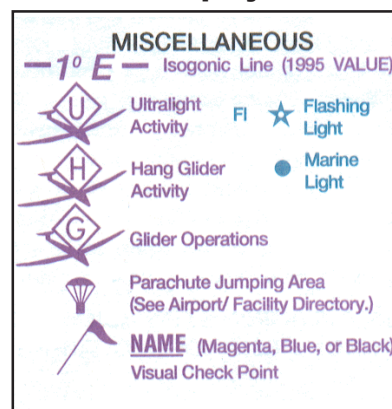 MISCELLANEOUS
—1º E— Isogonic Line (1995 VALUE)
U Ultralight Activity
Fl Flashing Light
H Hang Glider Activity
Marine Light
G Glider Operations
Parachute Jumping Area
(See Airport/ Facility Directory.)
NAME (Magenta, Blue, or Black)
Visual Check Point